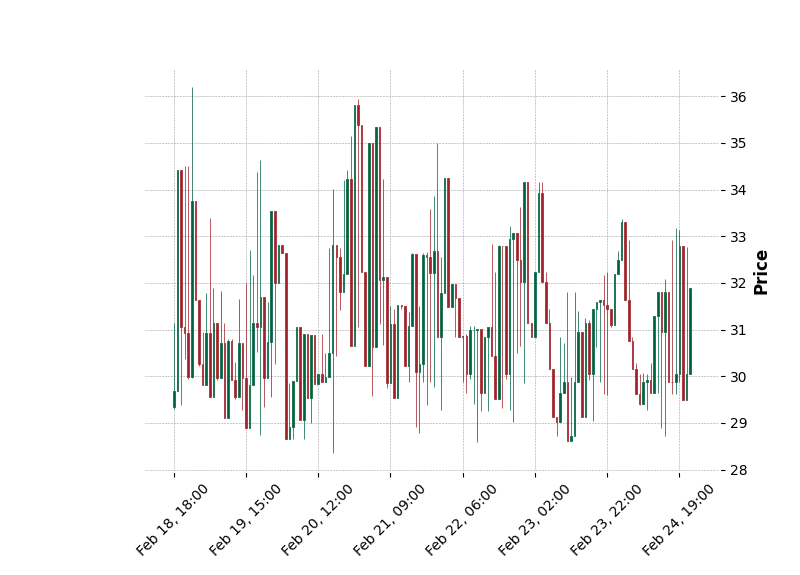 36
35
34
33
32
31
30
29
28
Price
Feb 18, 18:00
Feb 19, 15:00
Feb 20, 12:00
Feb 21, 09:00
Feb 22, 06:00
Feb 23, 02:00
Feb 23, 22:00
Feb 24, 19:00